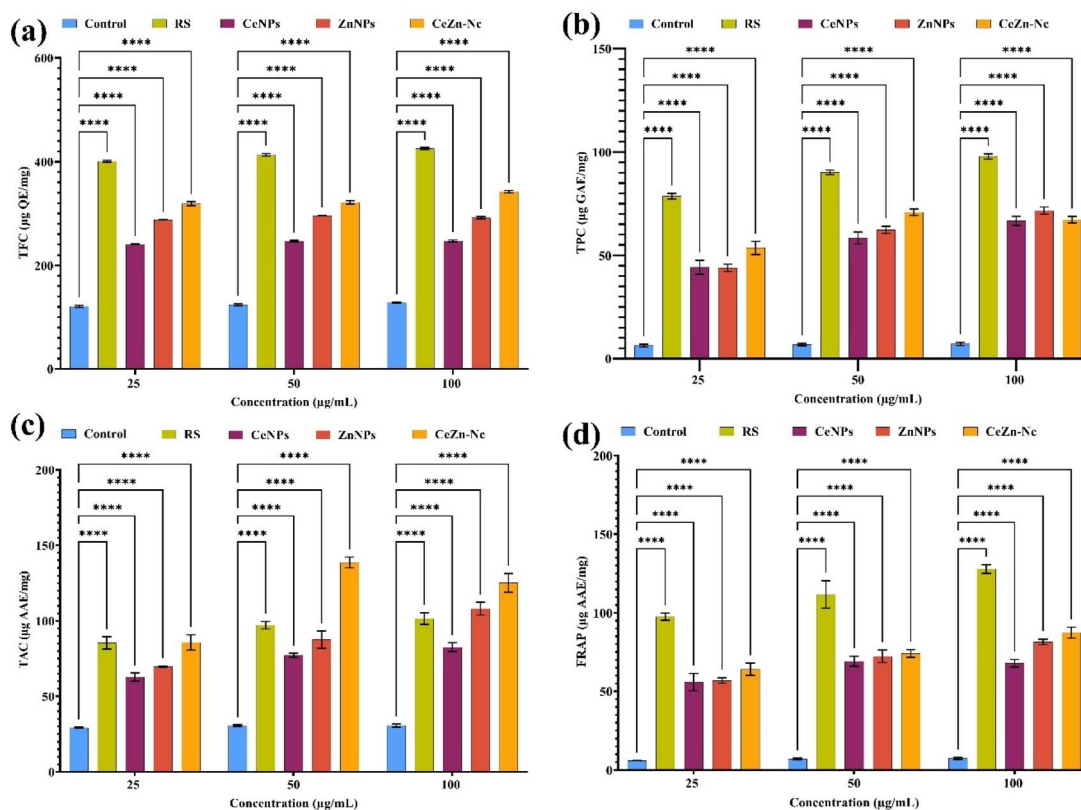 (a)
Control RS CeNPs ZnNPs CeZn-Nc
**** **** ****
**** **** ****
**** **** ****
**** **** ****
600
400
200
0
TFC (µg QE/mg)
25 50 100
Concentration (µg/mL)
(b)
Control RS CeNPs ZnNPs CeZn-Nc
**** **** ****
**** **** ****
**** **** ****
**** **** ****
150
100
50
0
TPC (µg GAE/mg)
25 50 100
Concentration (µg/mL)
(c)
Control RS CeNPs ZnNPs CeZn-Nc
**** **** ****
**** **** ****
**** **** ****
**** **** ****
200
150
100
50
0
TAC (µg AAE/mg)
25 50 100
Concentration (µg/mL)
(d)
Control RS CeNPs ZnNPs CeZn-Nc
**** **** ****
**** **** ****
**** **** ****
**** **** ****
200
150
100
50
0
FRAP (µg AAE/mg)
25 50 100
Concentration (µg/mL)